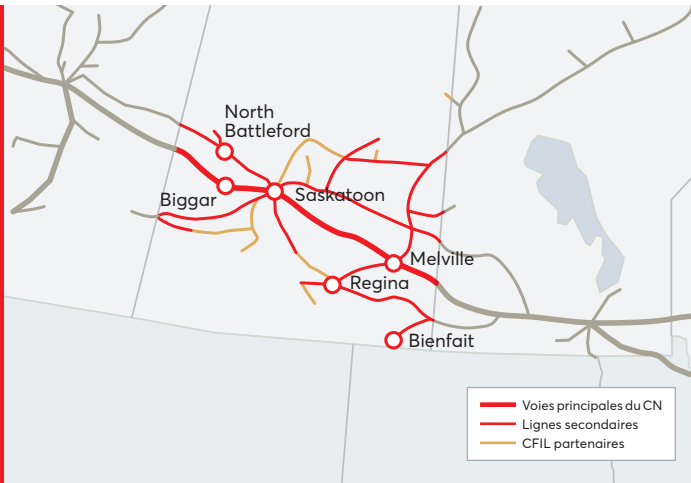 North
Battleford
Biggar
Saskatoon
Melville
Regina
Bienfait
Voies principales du CN
Lignes secondaires
CFIL partenaires